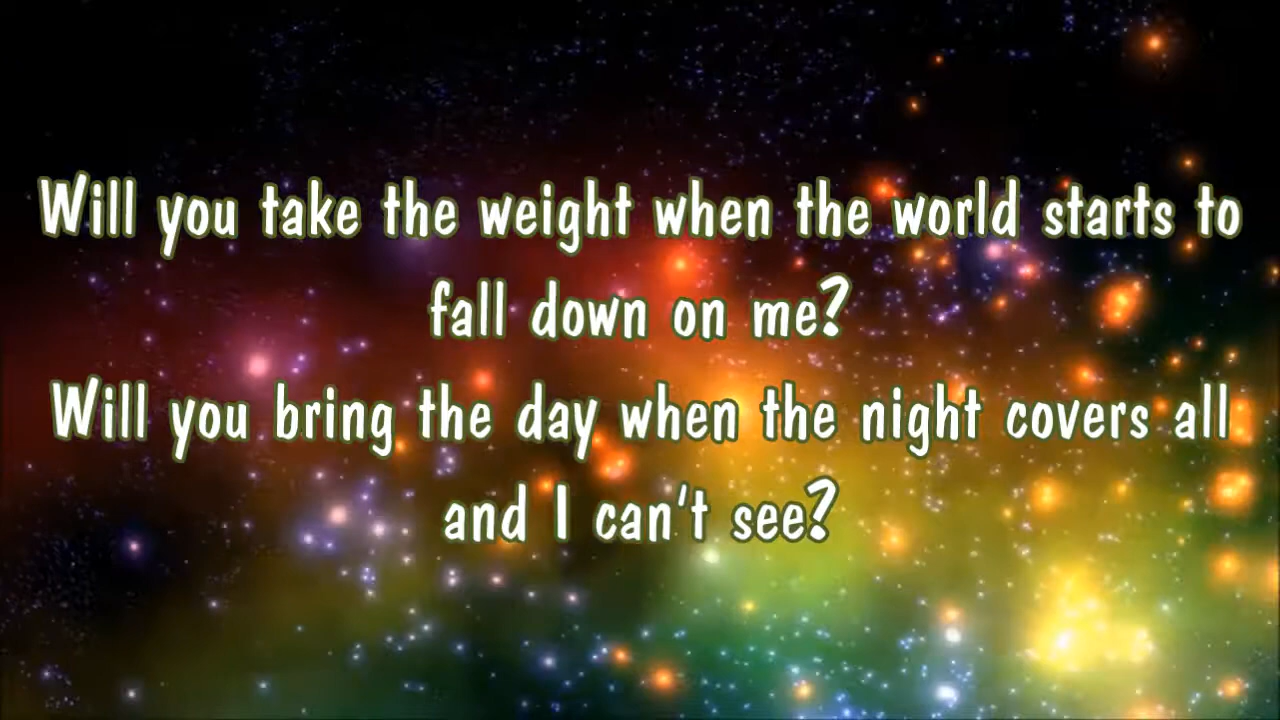 Will you take the weight when the world starts to
fall down on me?
Will you bring the day when the night covers all
and I can't see?